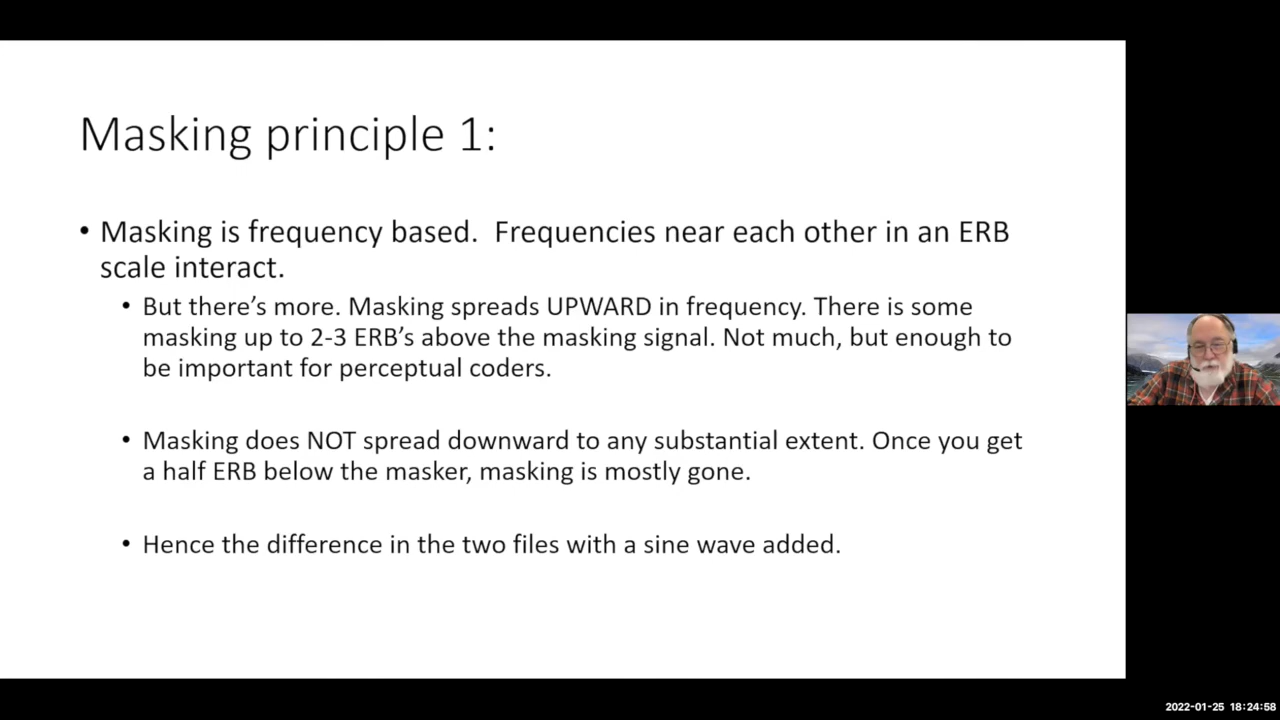 Masking principle 1:
• Masking is frequency based.  Frequencies near each other in an ERB
scale interact.
• But there’s more. Masking spreads UPWARD in frequency. There is some
masking up to 2-3 ERB’s above the masking signal. Not much, but enough to
be important for perceptual coders.
• Masking does NOT spread downward to any substantial extent. Once you get
a half ERB below the masker, masking is mostly gone.
• Hence the difference in the two files with a sine wave added.
2022-01-25 18:24:58